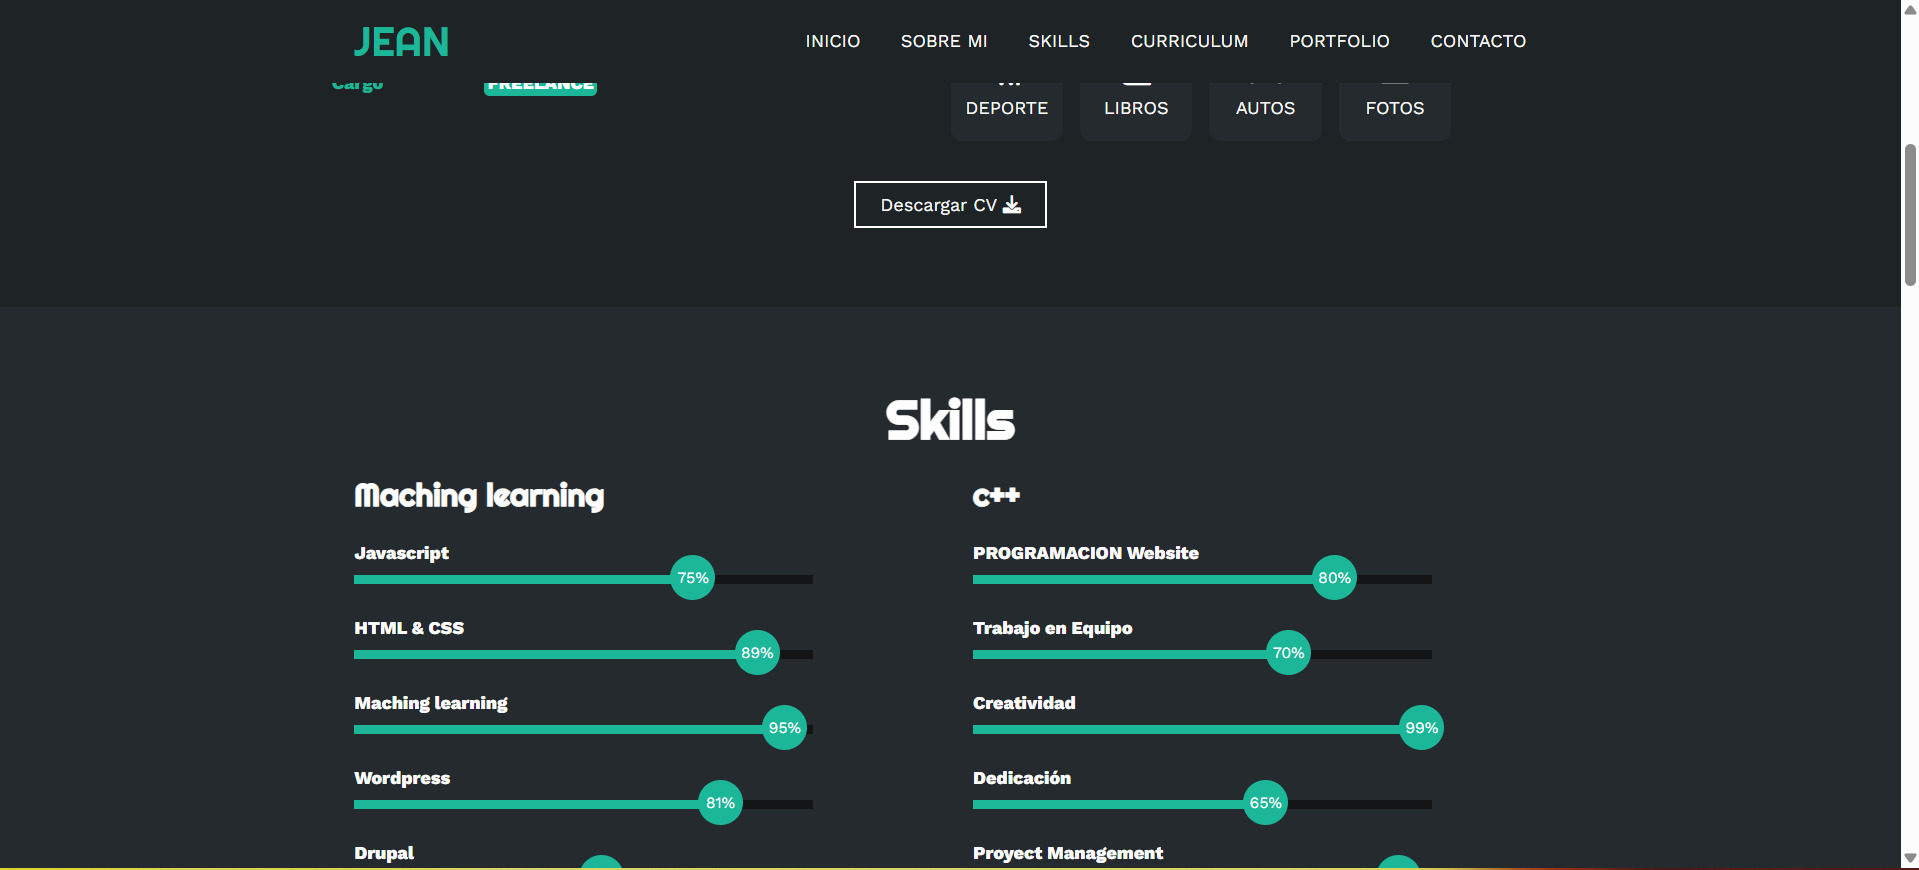 JEAN
INICIO SOBRE MI SKILLS CURRICULUM PORTFOLIO CONTACTO
Cargo FREELANCE
DEPORTE LIBROS AUTOS FOTOS
Descargar CV
Skills
Maching learning
Javascript
75%
HTML & CSS
89%
Maching learning
95%
Wordpress
81%
Drupal
c++
PROGRAMACION Website
80%
Trabajo en Equipo
70%
Creatividad
99%
Dedicación
65%
Proyect Management